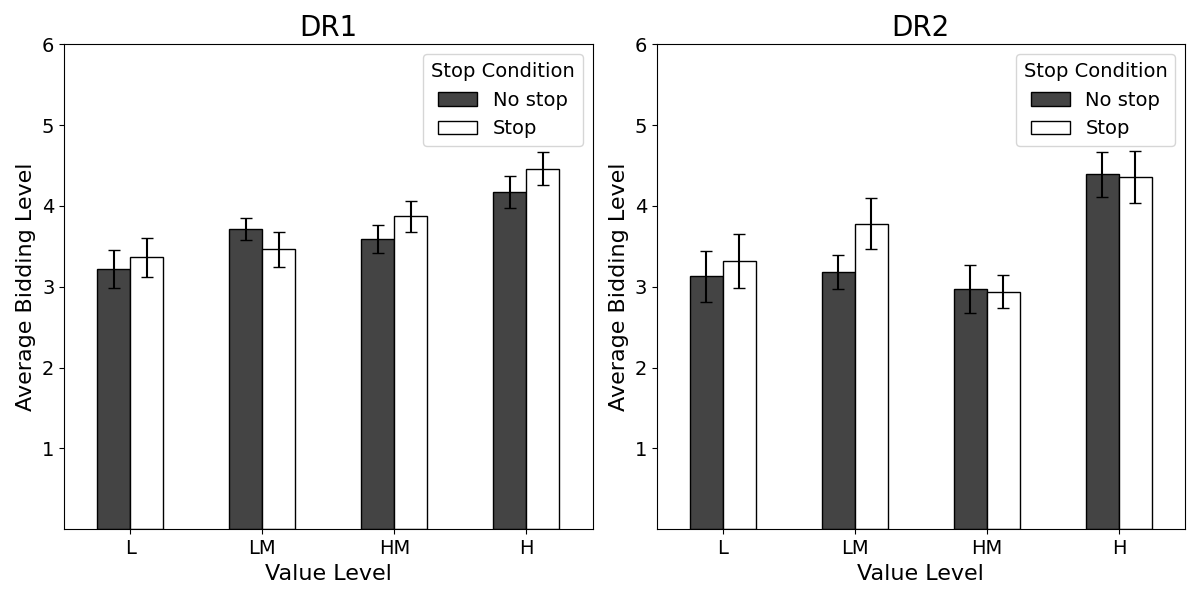 DR1
6
5
4
3
2
1
Average Bidding Level
Stop Condition
No stop
Stop
L LM HM H
Value Level
DR2
6
5
4
3
2
1
Average Bidding Level
Stop Condition
No stop
Stop
L LM HM H
Value Level